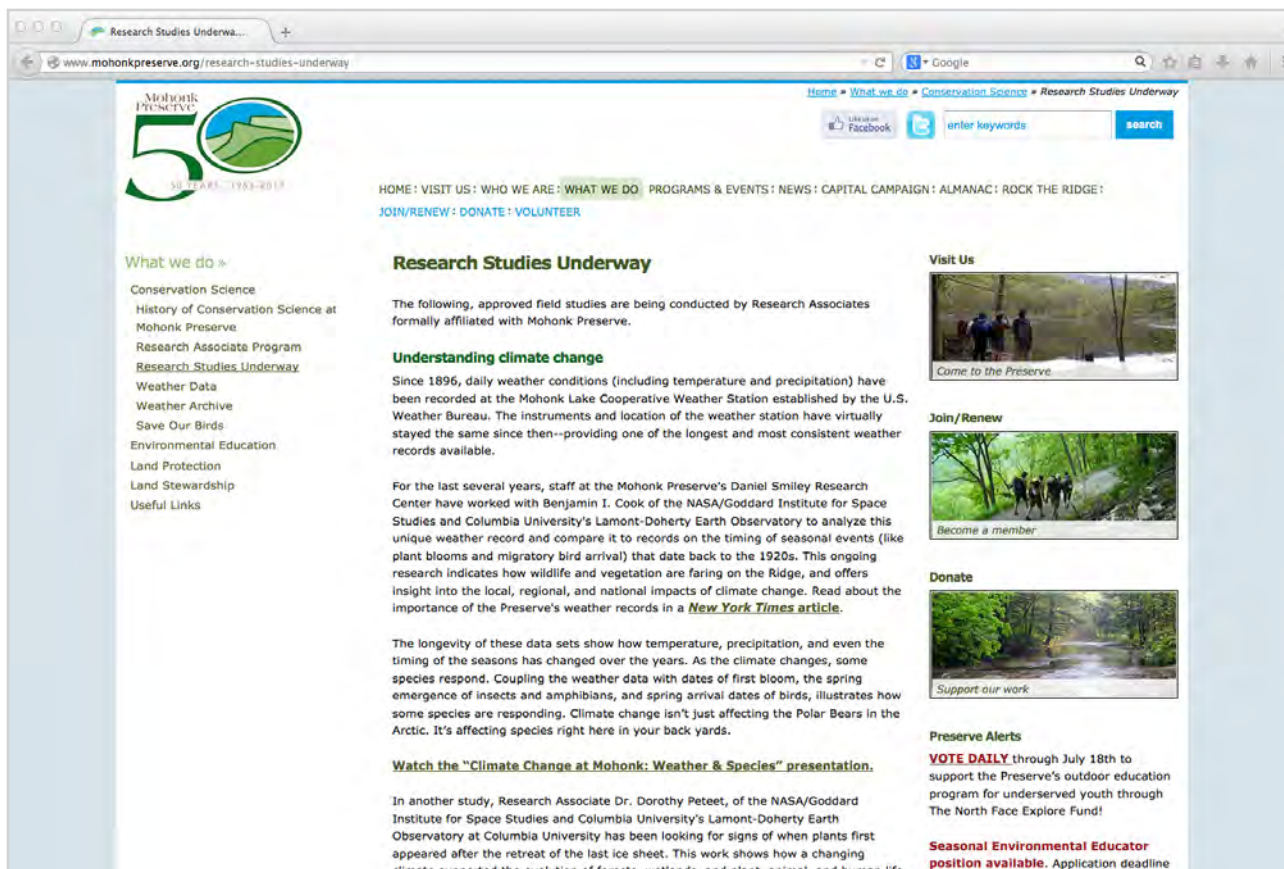 Research Studies Underwa...
www.mohonkpreserve.org/research-studies-underway
Google
Home » What we do » Conservation Science » Research Studies Underway
Mohonk
Preserve
50
50 YEARS 1963-2013
Facebook
enter keywords
search
HOME : VISIT US : WHO WE ARE : WHAT WE DO PROGRAMS & EVENTS : NEWS : CAPITAL CAMPAIGN : ALMANAC : ROCK THE RIDGE :
JOIN/RENEW : DONATE : VOLUNTEER
What we do »
Conservation Science
History of Conservation Science at
Mohonk Preserve
Research Associate Program
Research Studies Underway
Weather Data
Weather Archive
Save Our Birds
Environmental Education
Land Protection
Land Stewardship
Useful Links
Research Studies Underway
The following, approved field studies are being conducted by Research Associates
formally affiliated with Mohonk Preserve.
Understanding climate change
Since 1896, daily weather conditions (including temperature and precipitation) have
been recorded at the Mohonk Lake Cooperative Weather Station established by the U.S.
Weather Bureau. The instruments and location of the weather station have virtually
stayed the same since then--providing one of the longest and most consistent weather
records available.
For the last several years, staff at the Mohonk Preserve's Daniel Smiley Research
Center have worked with Benjamin I. Cook of the NASA/Goddard Institute for Space
Studies and Columbia University's Lamont-Doherty Earth Observatory to analyze this
unique weather record and compare it to records on the timing of seasonal events (like
plant blooms and migratory bird arrival) that date back to the 1920s. This ongoing
research indicates how wildlife and vegetation are faring on the Ridge, and offers
insight into the local, regional, and national impacts of climate change. Read about the
importance of the Preserve's weather records in a New York Times article.
The longevity of these data sets show how temperature, precipitation, and even the
timing of the seasons has changed over the years. As the climate changes, some
species respond. Coupling the weather data with dates of first bloom, the spring
emergence of insects and amphibians, and spring arrival dates of birds, illustrates how
some species are responding. Climate change isn't just affecting the Polar Bears in the
Arctic. It's affecting species right here in your back yards.
Watch the "Climate Change at Mohonk: Weather & Species" presentation.
In another study, Research Associate Dr. Dorothy Peteet, of the NASA/Goddard
Institute for Space Studies and Columbia University's Lamont-Doherty Earth
Observatory at Columbia University has been looking for signs of when plants first
appeared after the retreat of the last ice sheet. This work shows how a changing
climate supported the evolution of forests, wetlands, and plant, animal, and human life
Visit Us
Come to the Preserve
Join/Renew
Become a member
Donate
Support our work
Preserve Alerts
VOTE DAILY through July 18th to
support the Preserve's outdoor education
program for underserved youth through
The North Face Explore Fund!
Seasonal Environmental Educator
position available. Application deadline